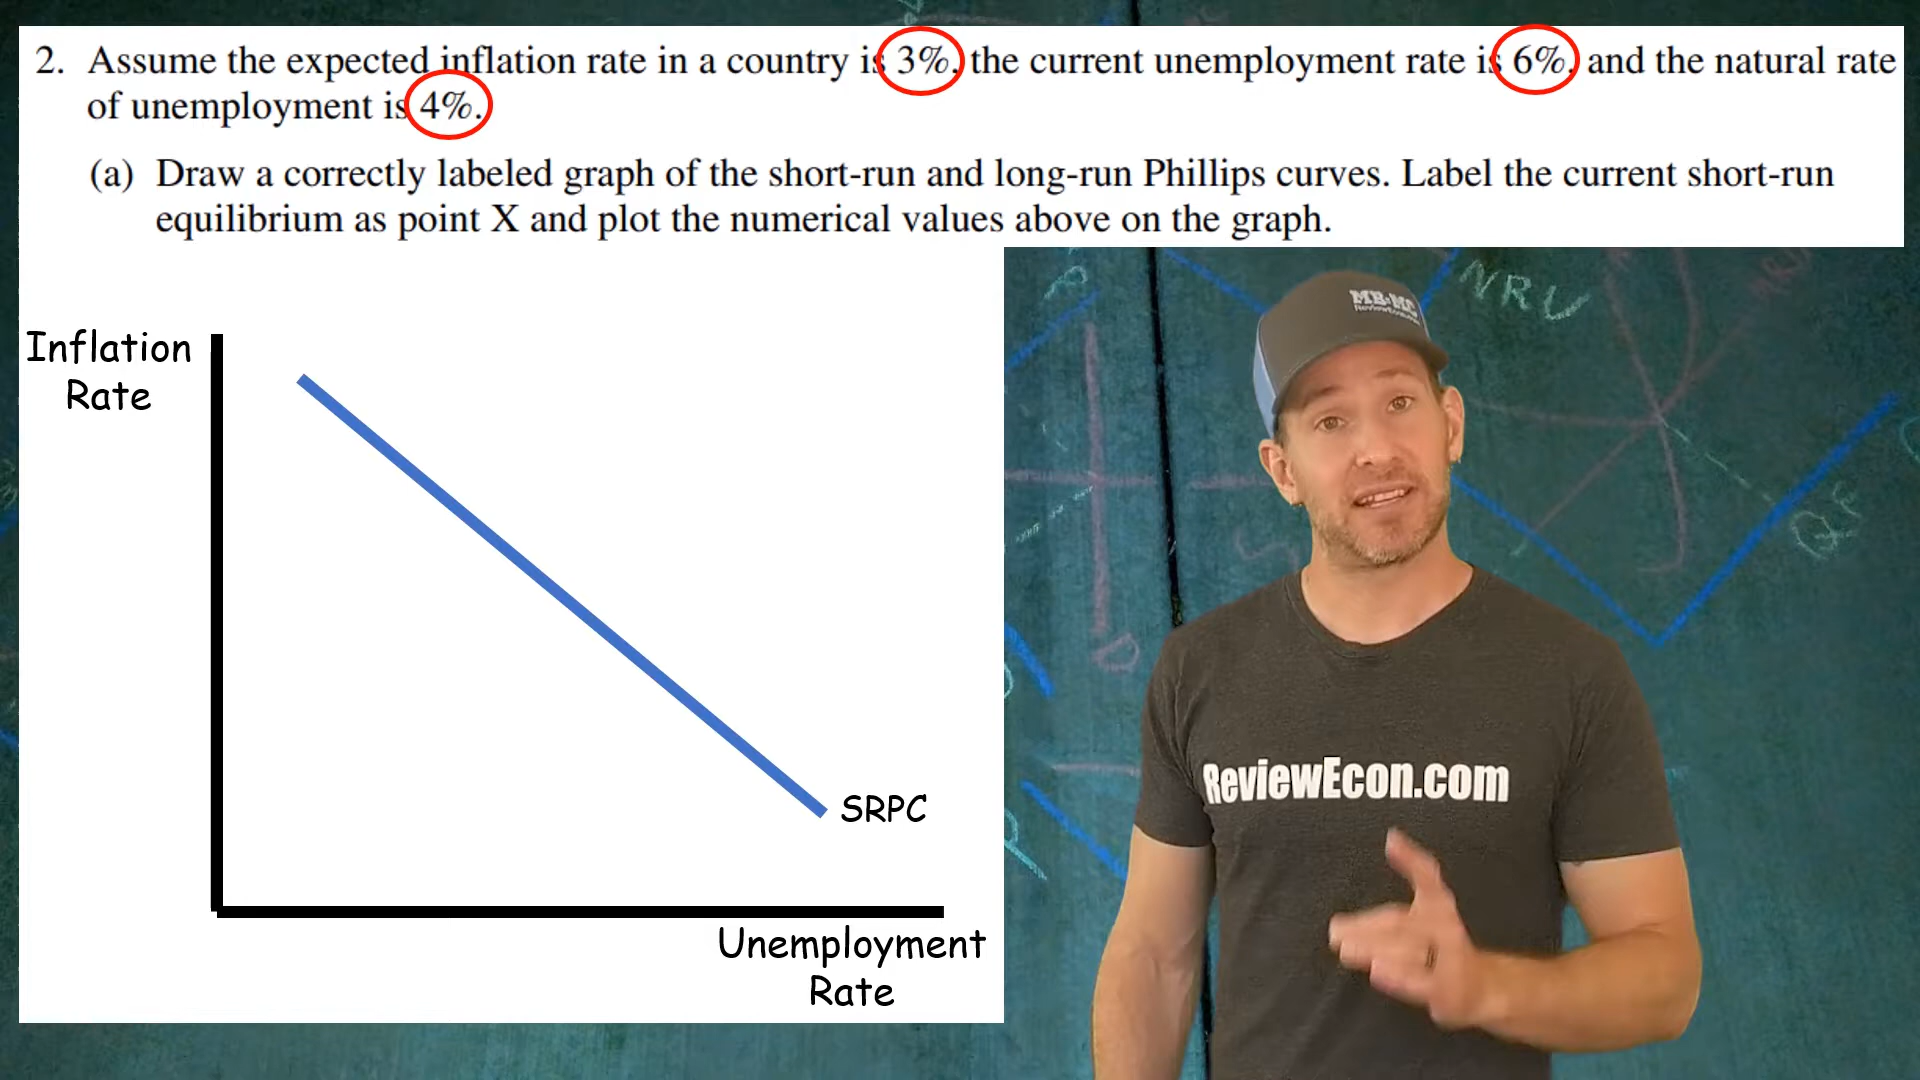 2. Assume the expected inflation rate in a country is 3%, the current unemployment rate is 6%, and the natural rate
of unemployment is 4%.
(a) Draw a correctly labeled graph of the short-run and long-run Phillips curves. Label the current short-run
equilibrium as point X and plot the numerical values above on the graph.
Inflation
Rate
SRPC
Unemployment
Rate
NRU
MB=MC
ReviewEcon.com
D